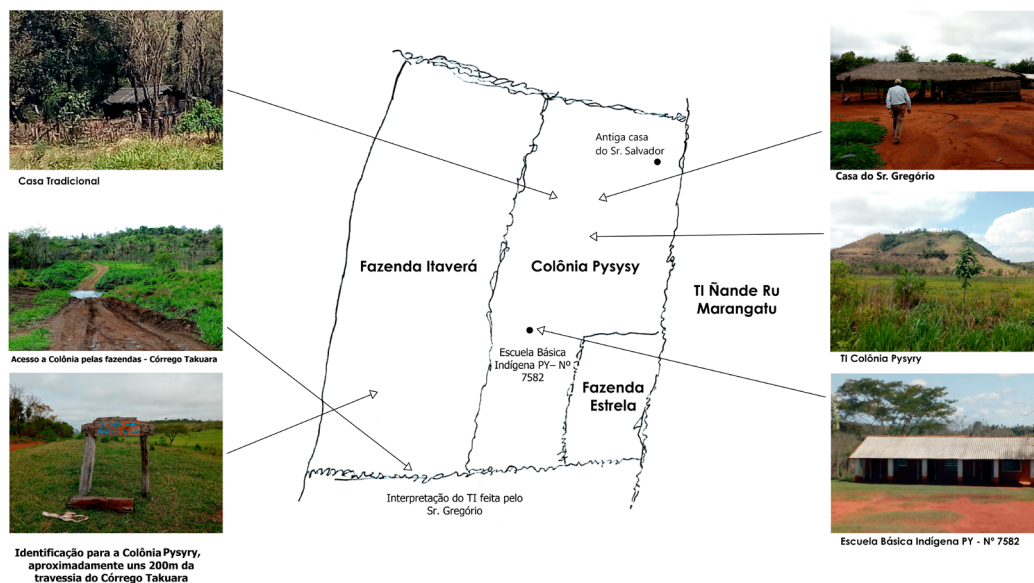 Casa Tradicional
Acesso a Colônia pelas fazendas - Córrego Takuara
Identificação para a Colônia Pysyry,
aproximadamente uns 200m da
travessia do Córrego Takuara
Antiga casa
do Sr. Salvador
Fazenda Itaverá
Colônia Pysysy
TI Ñande Ru
Marangatu
Escuela Básica
Indígena PY– Nº
7582
Fazenda
Estrela
Interpretação do TI feita pelo
Sr. Gregório
Casa do Sr. Gregório
TI Colônia Pysyry
Escuela Básica Indígena PY - Nº 7582